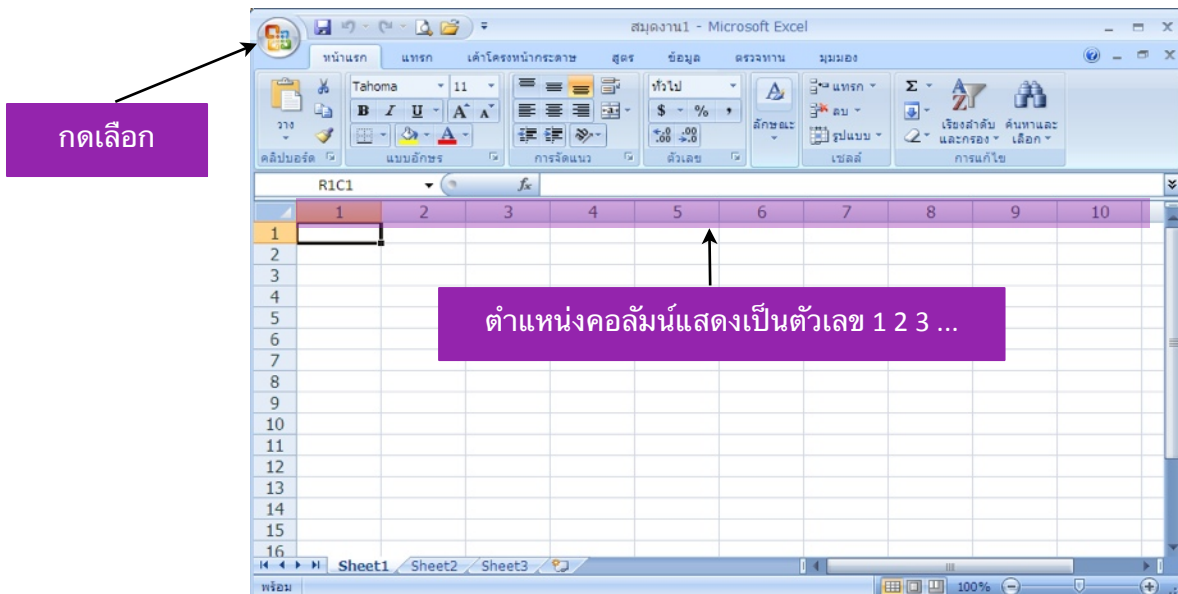 สมุดงาน1 - Microsoft Excel
หน้าแรก แทรก เค้าโครงหน้ากระดาษ สูตร ข้อมูล ตรวจทาน มุมมอง
กดเลือก
วาง
คลิปบอร์ด
Tahoma 11
B I U A A
A
แบบอักษร
การจัดแนว
ทั่วไป
$ % ,
.0 .00 .00 .0
ตัวเลข
ลักษณะ
แทรก
ลบ
รูปแบบ
เซลล์
Σ
เรียงลำดับ และกรอง
ค้นหาและ เลือก
การแก้ไข
R1C1 fx
1 2 3 4 5 6 7 8 9 10
1
2
3
4
5
6
7
8
9
10
11
12
13
14
15
16
ตำแหน่งคอลัมน์แสดงเป็นตัวเลข 1 2 3 ...
Sheet1 Sheet2 Sheet3
พร้อม 100%